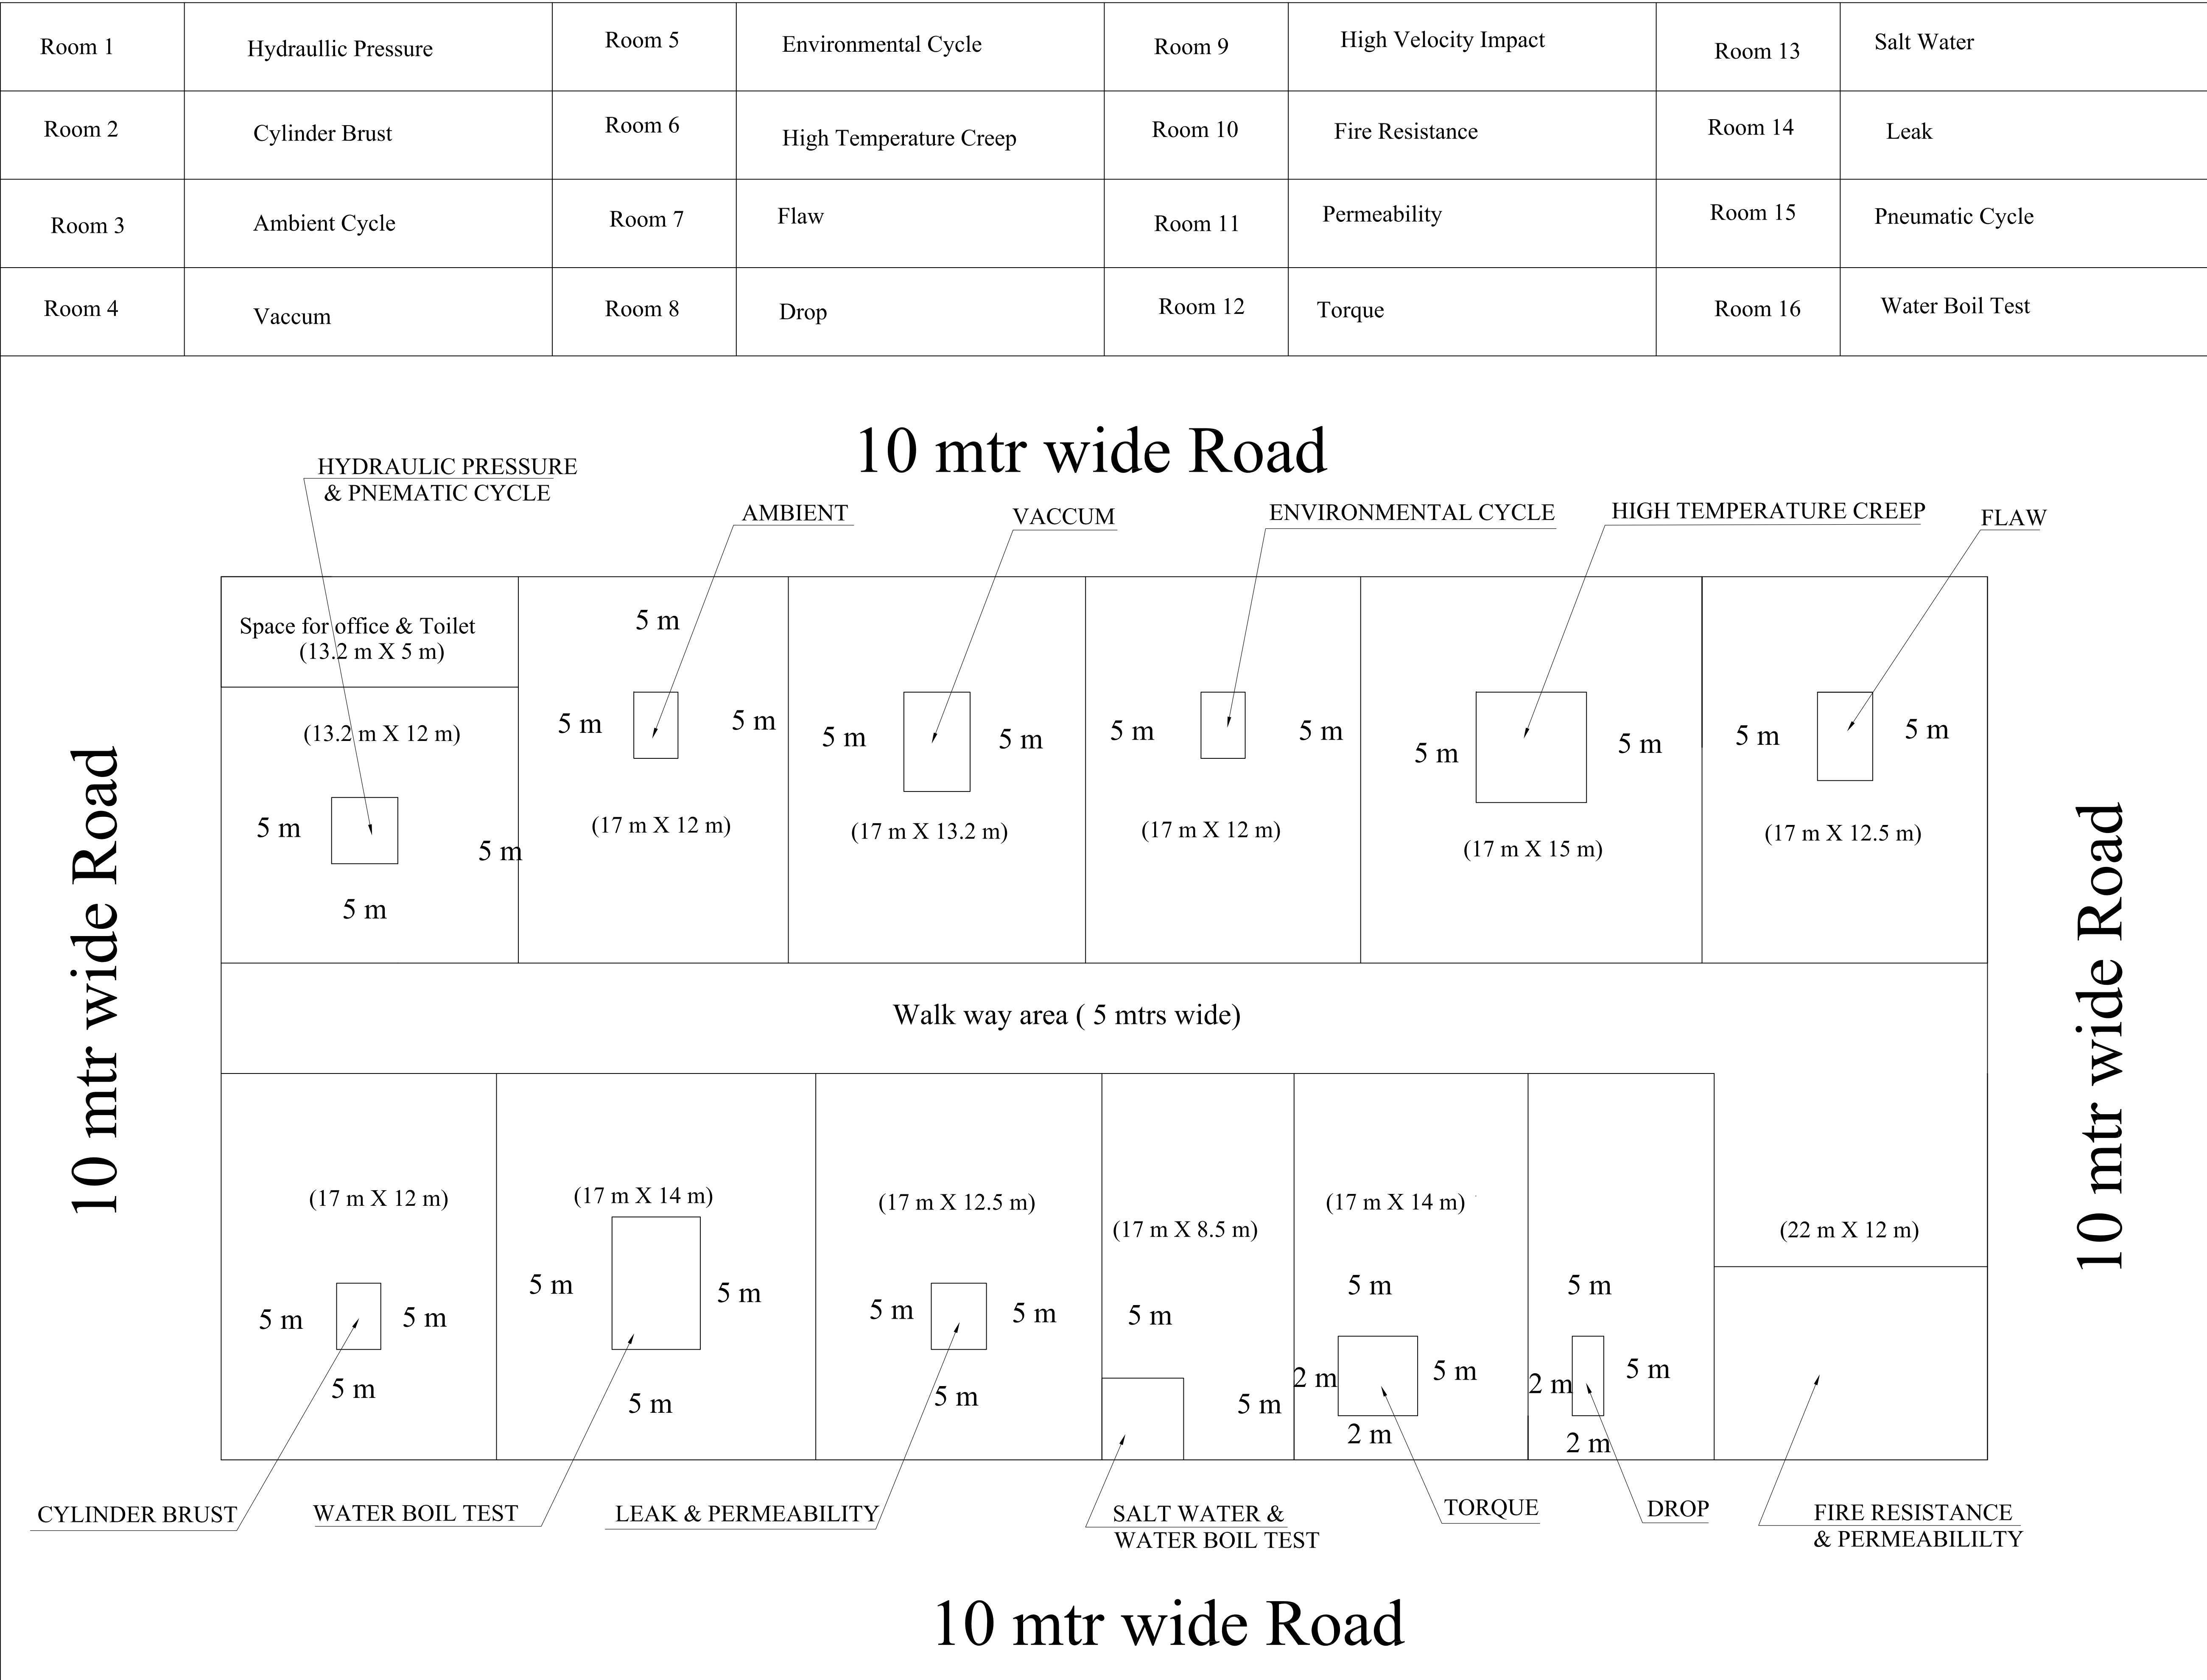 Room 1
Hydraullic Pressure
Room 5
Environmental Cycle
Room 9
High Velocity Impact
Room 13
Salt Water
Room 2
Cylinder Brust
Room 6
High Temperature Creep
Room 10
Fire Resistance
Room 14
Leak
Room 3
Ambient Cycle
Room 7
Flaw
Room 11
Permeability
Room 15
Pneumatic Cycle
Room 4
Vaccum
Room 8
Drop
Room 12
Torque
Room 16
Water Boil Test
10 mtr wide Road
HYDRAULIC PRESSURE
& PNEMATIC CYCLE
AMBIENT
VACCUM
ENVIRONMENTAL CYCLE
HIGH TEMPERATURE CREEP
FLAW
10 mtr wide Road
10 mtr wide Road
Space for office & Toilet
(13.2 m X 5 m)
(13.2 m X 12 m)
5 m
5 m
5 m
5 m
5 m
5 m
(17 m X 12 m)
5 m
5 m
(17 m X 13.2 m)
5 m
5 m
(17 m X 12 m)
5 m
5 m
(17 m X 15 m)
5 m
5 m
(17 m X 12.5 m)
Walk way area ( 5 mtrs wide)
(17 m X 12 m)
5 m
5 m
5 m
(17 m X 14 m)
5 m
5 m
5 m
(17 m X 12.5 m)
5 m
5 m
5 m
(17 m X 8.5 m)
5 m
5 m
(17 m X 14 m)
5 m
2 m
5 m
2 m
5 m
2 m
5 m
2 m
(22 m X 12 m)
CYLINDER BRUST
WATER BOIL TEST
LEAK & PERMEABILITY
SALT WATER &
WATER BOIL TEST
TORQUE
DROP
FIRE RESISTANCE
& PERMEABILILTY
10 mtr wide Road